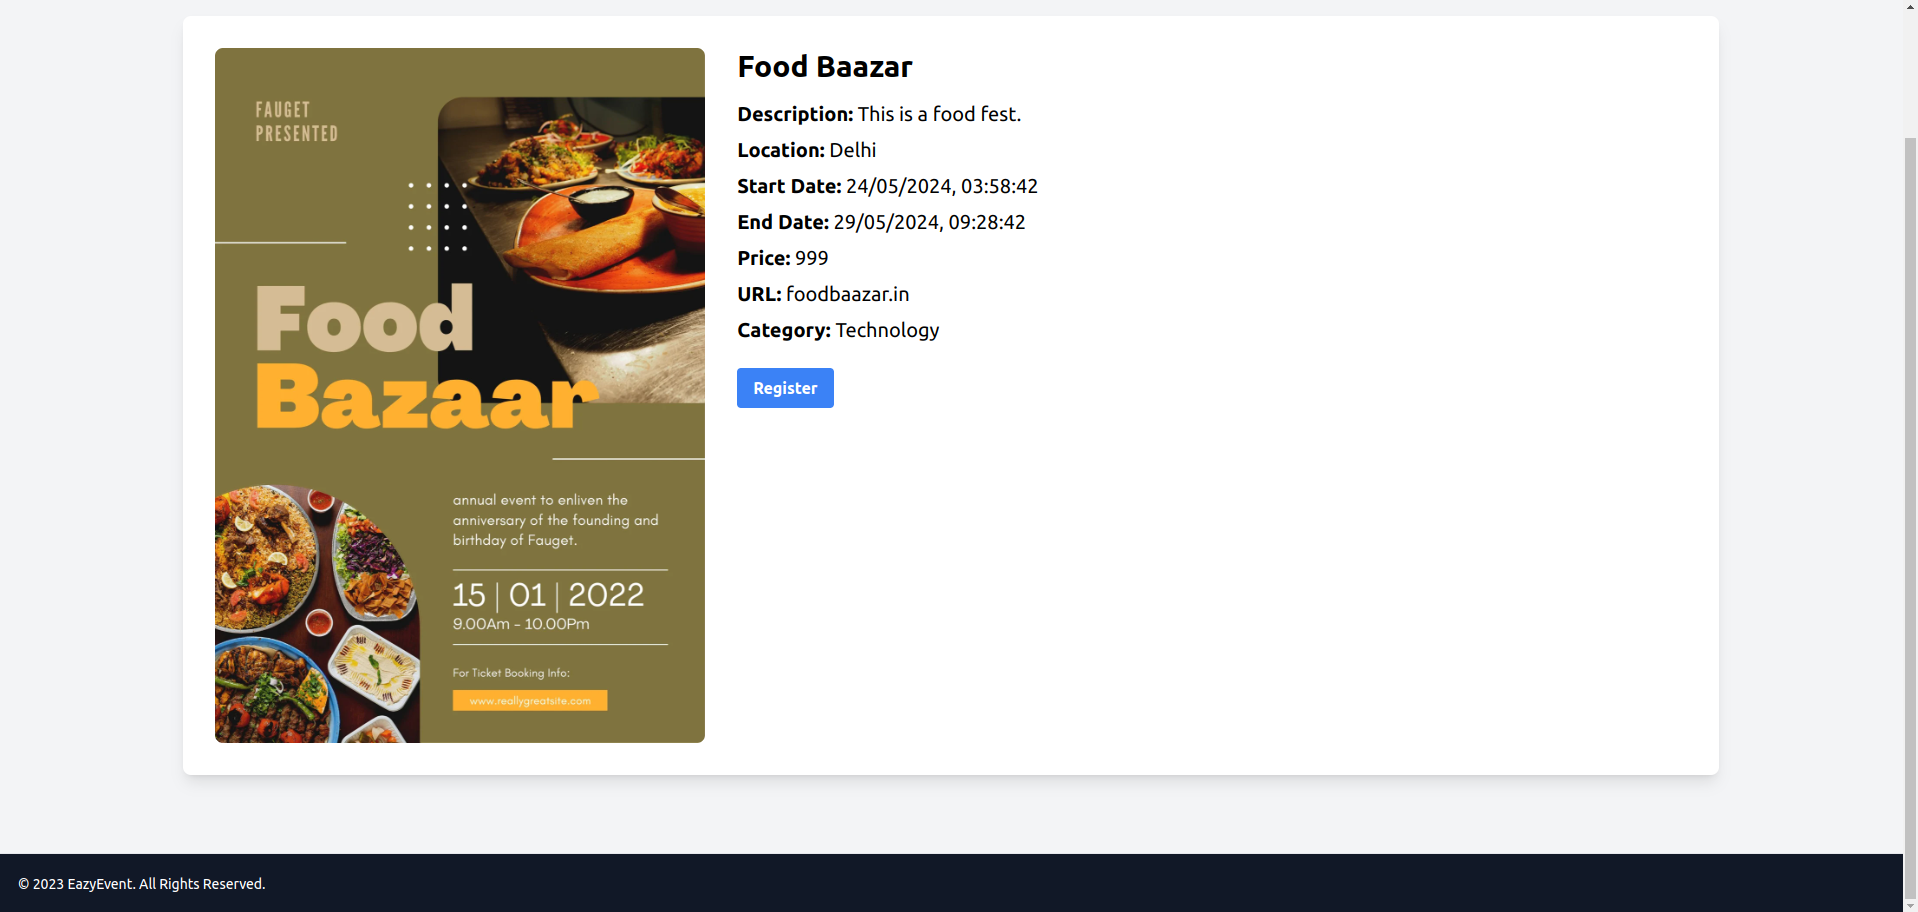 FAUGET
PRESENTED
Food
Bazaar
annual event to enliven the
anniversary of the founding and
birthday of Fauget.
15 | 01 | 2022
9.00Am - 10.00Pm
For Ticket Booking Info:
www.reallygreatsite.com
Food Baazar
Description: This is a food fest.
Location: Delhi
Start Date: 24/05/2024, 03:58:42
End Date: 29/05/2024, 09:28:42
Price: 999
URL: foodbaazar.in
Category: Technology
Register
© 2023 EazyEvent. All Rights Reserved.